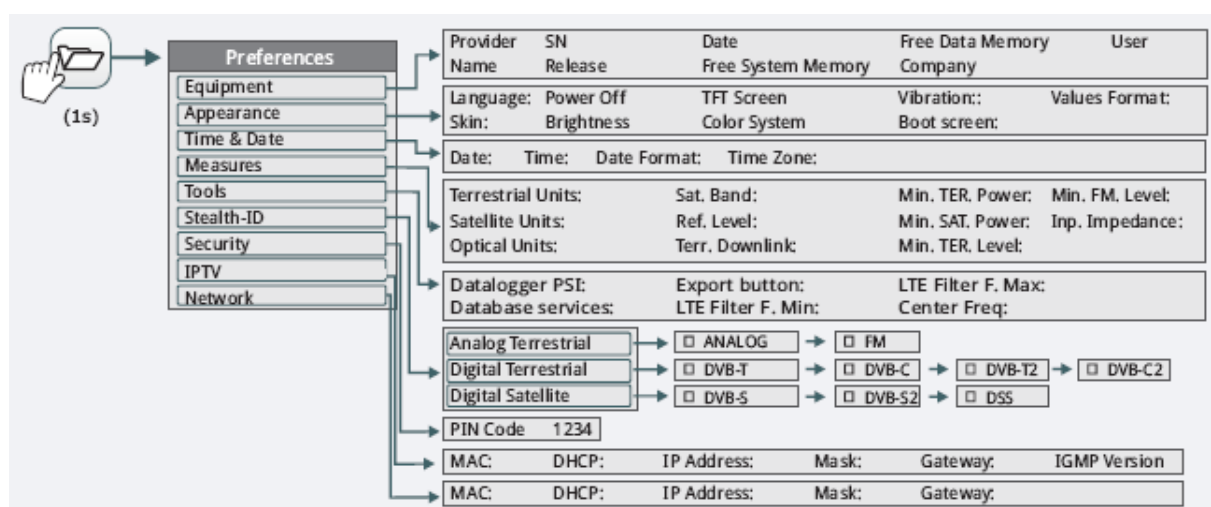 (1s)
Preferences
Equipment
Appearance
Time & Date
Measures
Tools
Stealth-ID
Security
IPTV
Network
Provider SN Date Free Data Memory User
Name Release Free System Memory Company
Language: Power Off TFT Screen Vibration:: Values Format:
Skin: Brightness Color System Boot screen:
Date: Time: Date Format: Time Zone:
Terrestrial Units: Sat. Band: Min. TER. Power: Min. FM. Level:
Satellite Units: Ref. Level: Min. SAT. Power: Inp. Impedance:
Optical Units: Terr. Downlink: Min. TER. Level:
Datalogger PSI: Export button: LTE Filter F. Max:
Database services: LTE Filter F. Min: Center Freq:
Analog Terrestrial ANALOG FM
Digital Terrestrial DVB-T DVB-C DVB-T2 DVB-C2
Digital Satellite DVB-S DVB-S2 DSS
PIN Code 1234
MAC: DHCP: IP Address: Mask: Gateway: IGMP Version
MAC: DHCP: IP Address: Mask: Gateway: